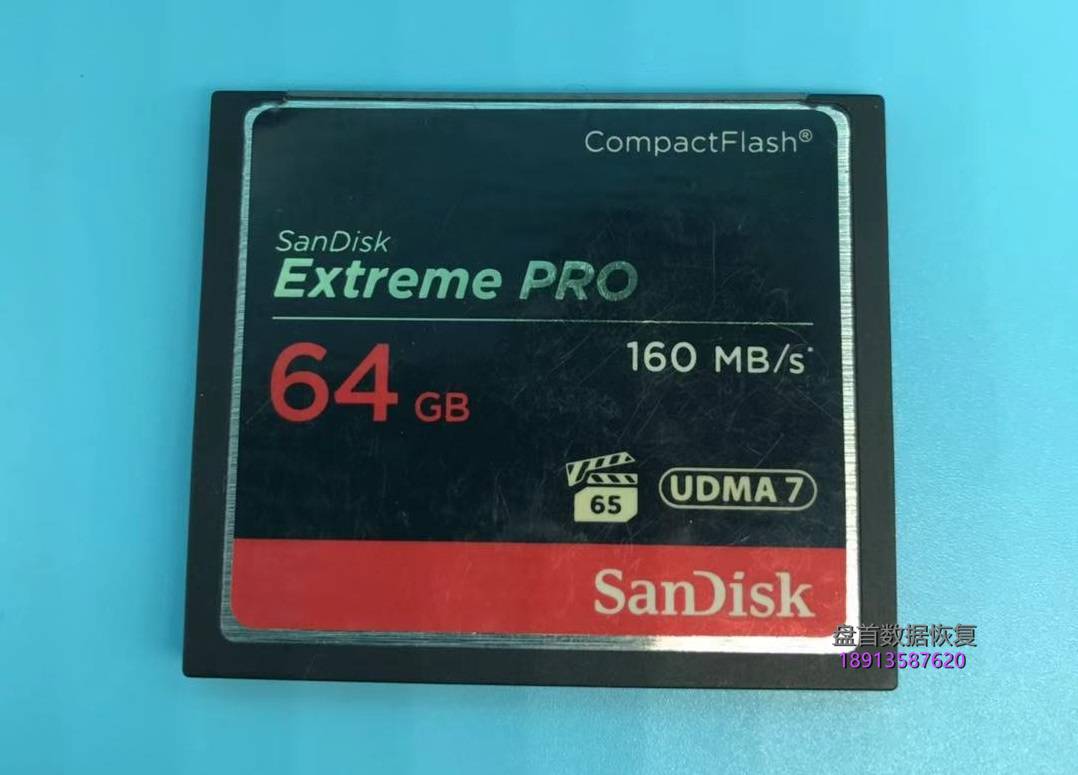 CompactFlash®
SanDisk
Extreme PRO
64 GB
160 MB/s*
65
UDMA 7
SanDisk
盘首数据恢复
18913587620